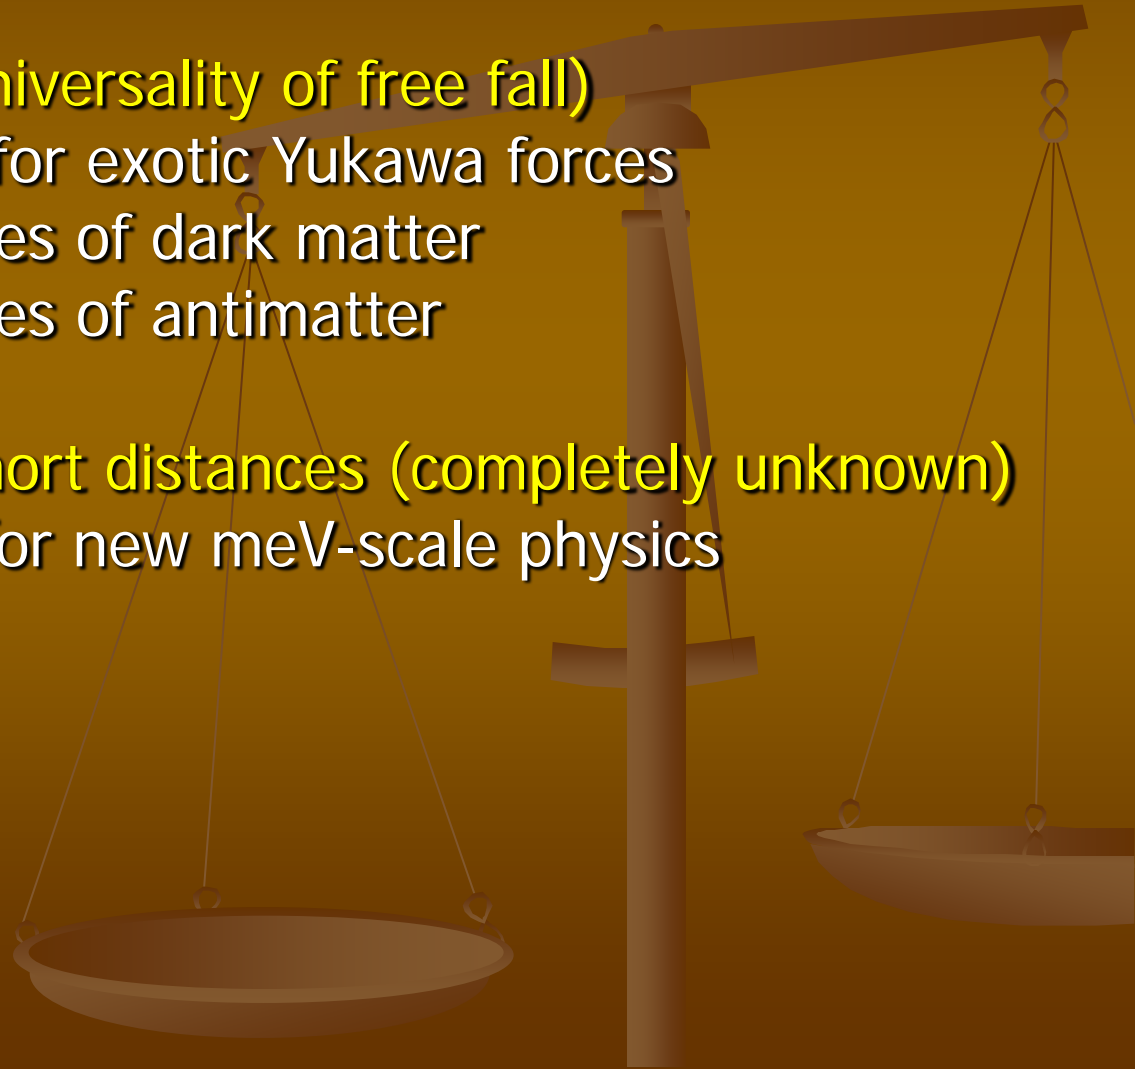 niversality of free fall)
for exotic Yukawa forces
es of dark matter
es of antimatter
hort distances (completely unknown)
for new meV-scale physics